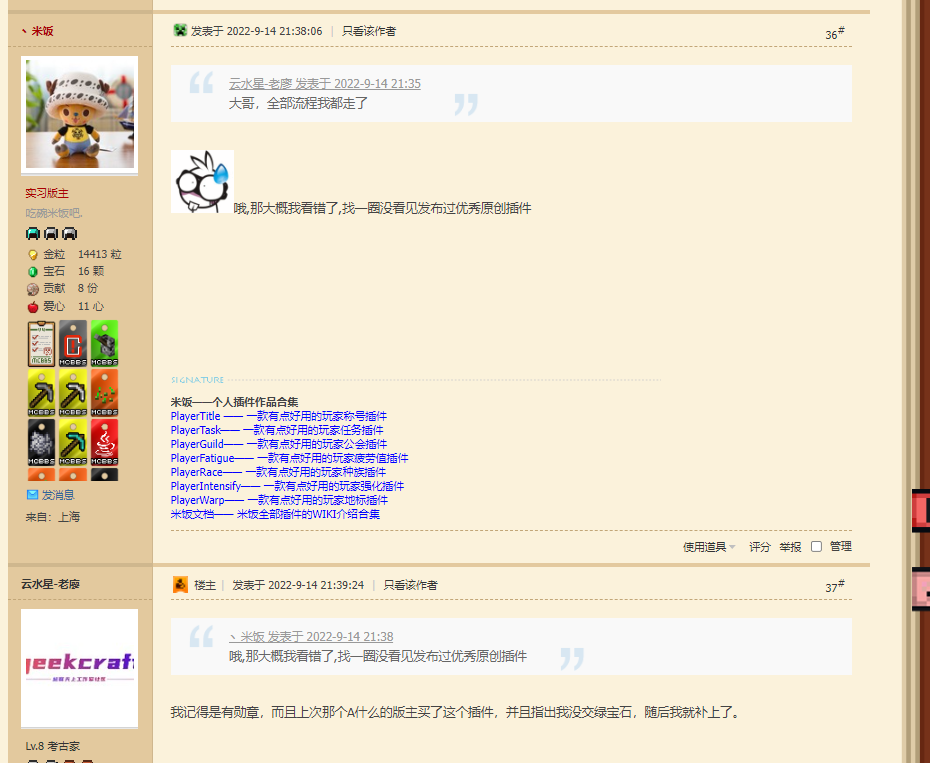 丶米饭
发表于 2022-9-14 21:38:06 | 只看该作者
36#
云水星-老廖 发表于 2022-9-14 21:35
大哥，全部流程我都走了
哦,那大概我看错了,找一圈没看见发布过优秀原创插件
实习版主
吃碗米饭吧.
金粒 14413 粒
宝石 16 颗
贡献 8 份
爱心 11 心
MCBBS MCBBS MCBBS
MCBBS MCBBS MCBBS
MCBBS MCBBS MCBBS
发消息
来自：上海
SIGNATURE
米饭——个人插件作品合集
PlayerTitle —— 一款有点好用的玩家称号插件
PlayerTask—— 一款有点好用的玩家任务插件
PlayerGuild—— 一款有点好用的玩家公会插件
PlayerFatigue—— 一款有点好用的玩家疲劳值插件
PlayerRace—— 一款有点好用的玩家种族插件
PlayerIntensify—— 一款有点好用的玩家强化插件
PlayerWarp—— 一款有点好用的玩家地标插件
米饭文档—— 米饭全部插件的WIKI介绍合集
使用道具 评分 举报 管理
云水星-老廖
楼主 | 发表于 2022-9-14 21:39:24 | 只看该作者
37#
丶米饭 发表于 2022-9-14 21:38
哦,那大概我看错了,找一圈没看见发布过优秀原创插件
我记得是有勋章，而且上次那个A什么的版主买了这个插件，并且指出我没交绿宝石，随后我就补上了。
geekcraft
Lv.8 考古家